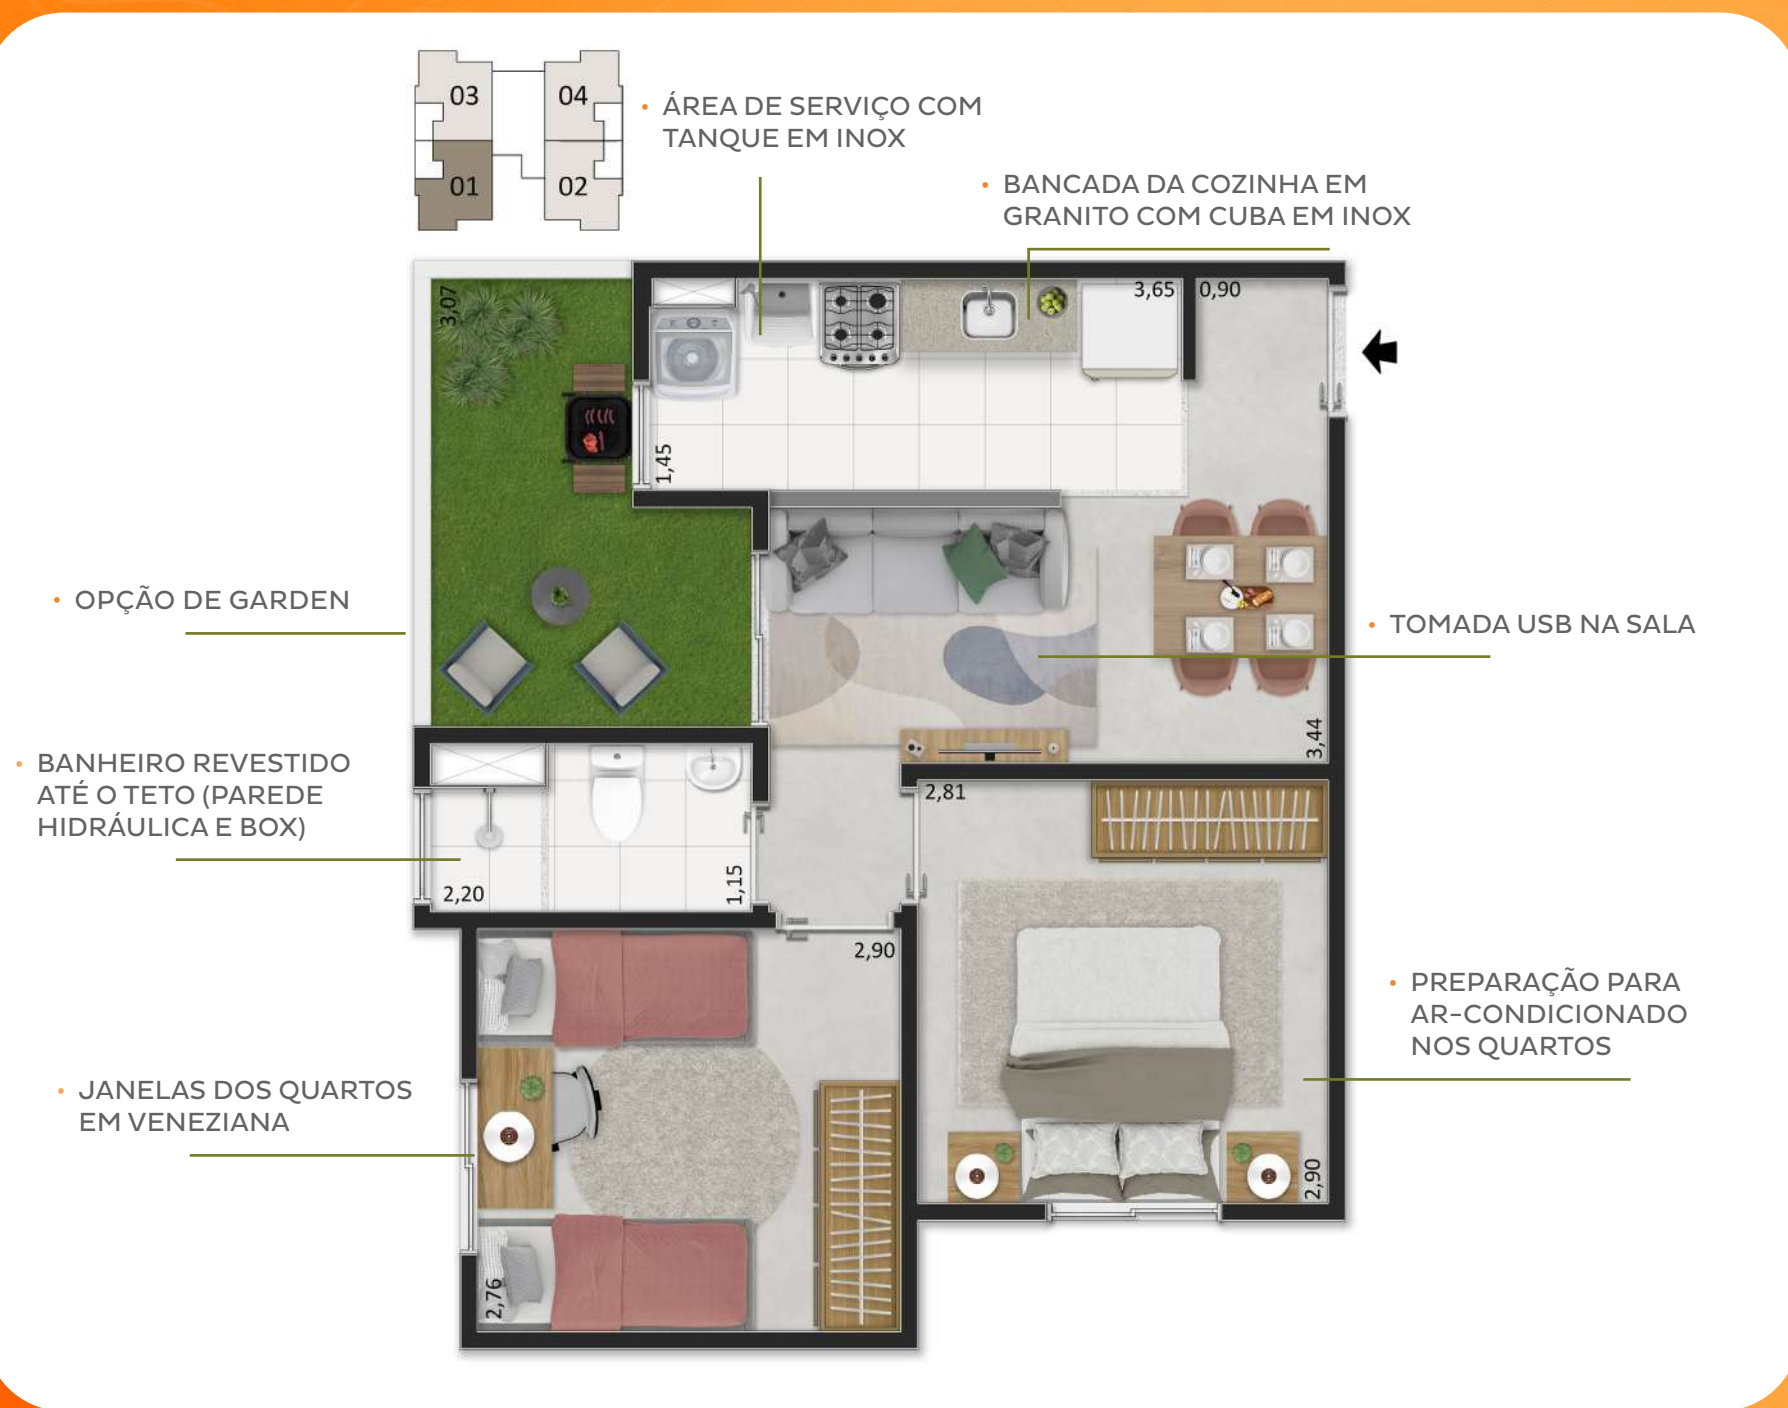 03
04
01
02
• ÁREA DE SERVIÇO COM
TANQUE EM INOX
• BANCADA DA COZINHA EM
GRANITO COM CUBA EM INOX
3,07
3,65
0,90
1,45
• OPÇÃO DE GARDEN
• TOMADA USB NA SALA
3,44
• BANHEIRO REVESTIDO
ATÉ O TETO (PAREDE
HIDRÁULICA E BOX)
2,81
2,20
1,15
2,90
• PREPARAÇÃO PARA
AR-CONDICIONADO
NOS QUARTOS
• JANELAS DOS QUARTOS
EM VENEZIANA
2,90
2,76